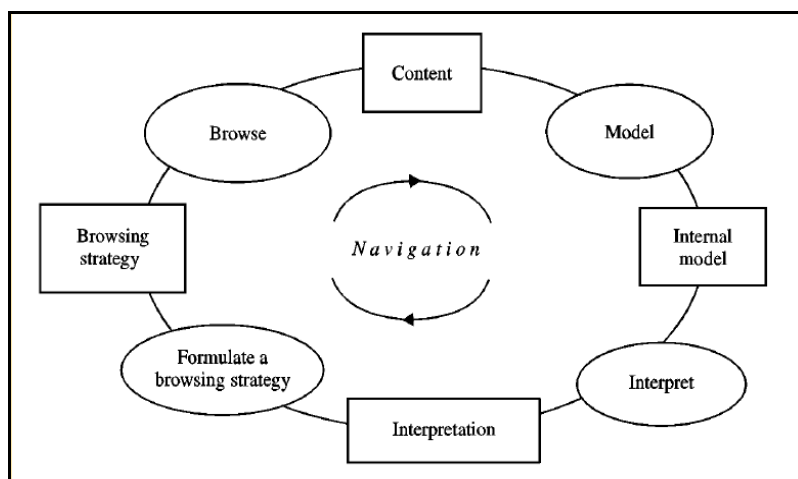 Content
Browse
Model
Browsing
strategy
Navigation
Internal
model
Formulate a
browsing strategy
Interpret
Interpretation